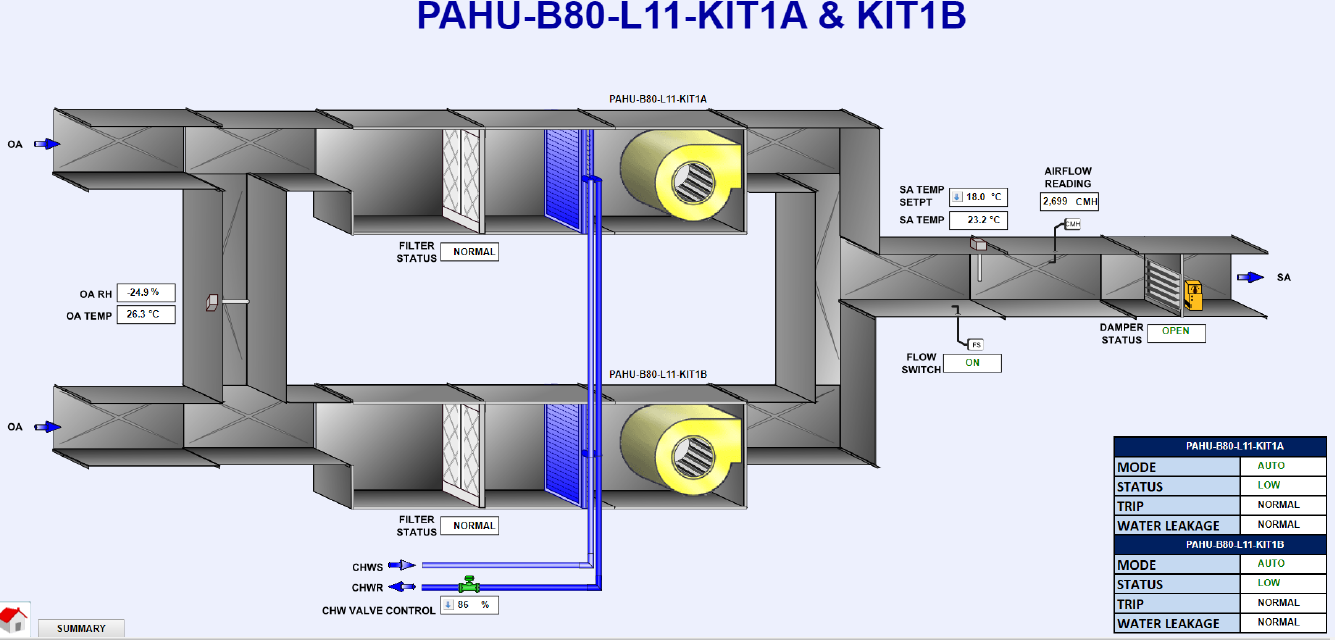 PAHU-B80-L11-KIT1A & KIT1B
PAHU-B80-L11-KIT1A
OA
SA TEMP SETPT 18.0 °C
SA TEMP 23.2 °C
AIRFLOW READING
2,699 CMH
CMH
FILTER STATUS NORMAL
OA RH -24.9 %
OA TEMP 26.3 °C
SA
DAMPER STATUS OPEN
FS
FLOW SWITCH ON
PAHU-B80-L11-KIT1B
OA
FILTER STATUS NORMAL
CHWS
CHWR
CHW VALVE CONTROL 86 %
PAHU-B80-L11-KIT1A
MODE AUTO
STATUS LOW
TRIP NORMAL
WATER LEAKAGE NORMAL
PAHU-B80-L11-KIT1B
MODE AUTO
STATUS LOW
TRIP NORMAL
WATER LEAKAGE NORMAL
SUMMARY